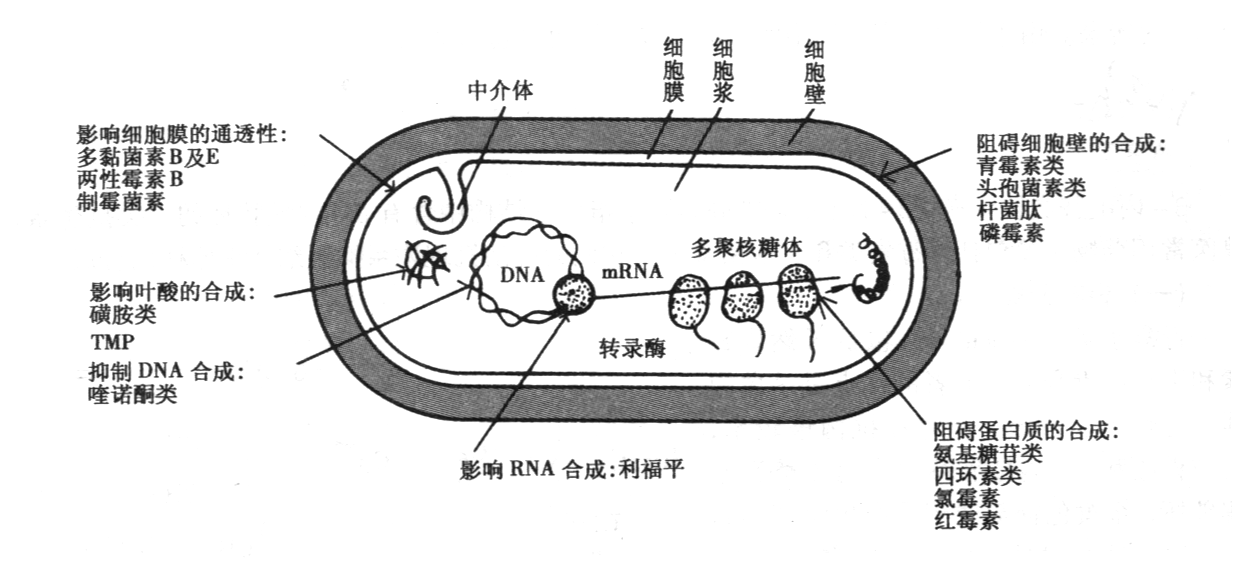 细胞膜
细胞浆
细胞壁
中介体
影响细胞膜的通透性:
多黏菌素B及E
两性霉素B
制霉菌素
阻碍细胞壁的合成:
青霉素类
头孢菌素类
杆菌肽
磷霉素
多聚核糖体
DNA
mRNA
影响叶酸的合成:
磺胺类
TMP
转录酶
抑制DNA合成:
喹诺酮类
阻碍蛋白质的合成:
氨基糖苷类
四环素类
氯霉素
红霉素
影响RNA合成:利福平